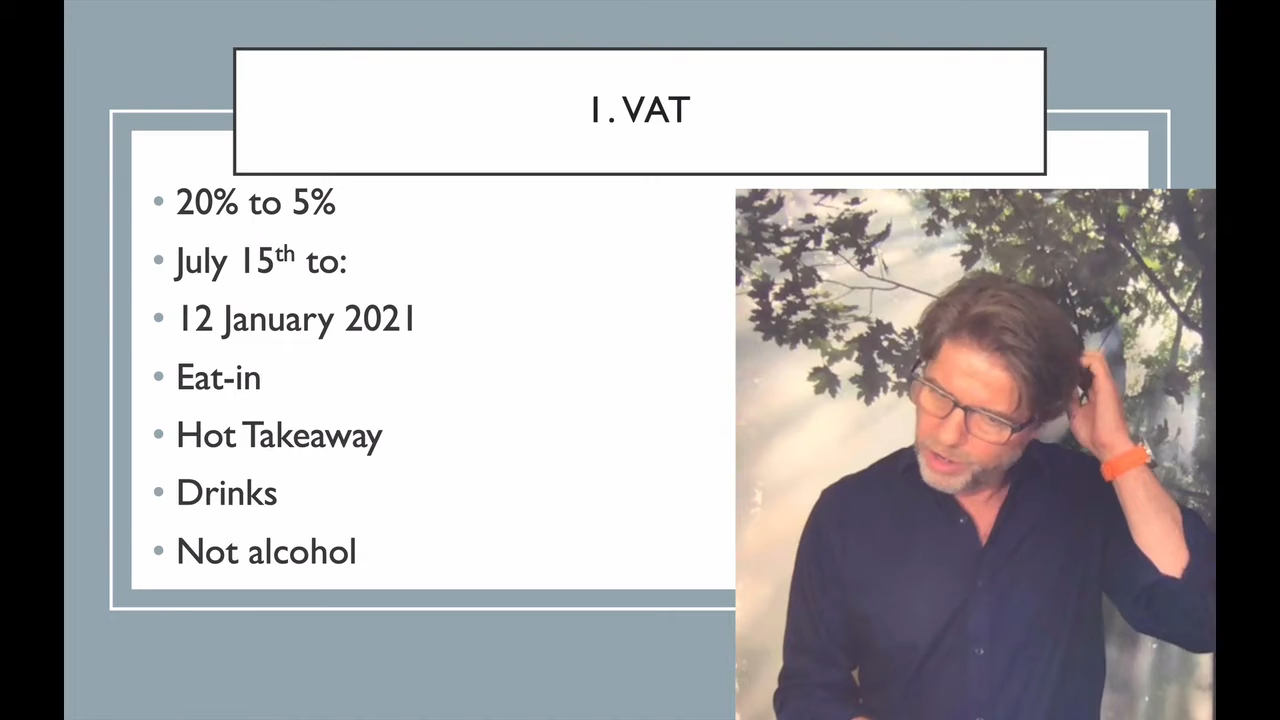 1. VAT
• 20% to 5%
• July 15th to:
• 12 January 2021
• Eat-in
• Hot Takeaway
• Drinks
• Not alcohol